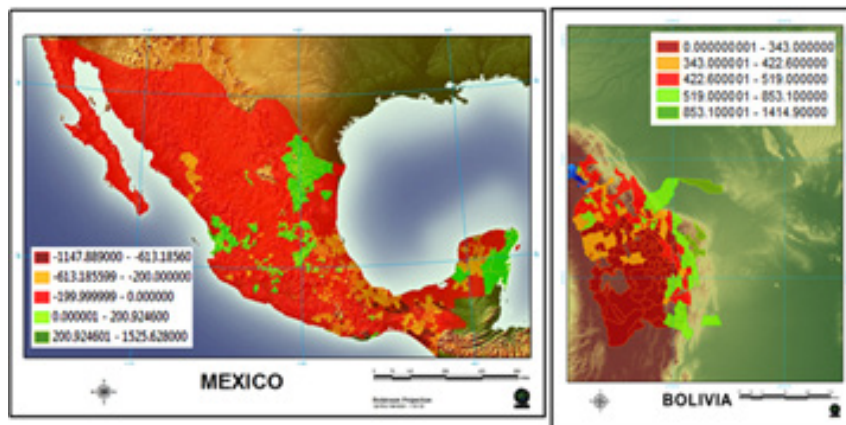 -1147.889000 - -613.18560
-613.185599 - -200.000000
-199.999999 - 0.000000
0.000001 - 200.924600
200.924601 - 1525.628000
MEXICO
Robinson Projection
0.000000001 - 343.000000
343.000001 - 422.600000
422.600001 - 519.000000
519.000001 - 853.100000
853.100001 - 1414.90000
BOLIVIA